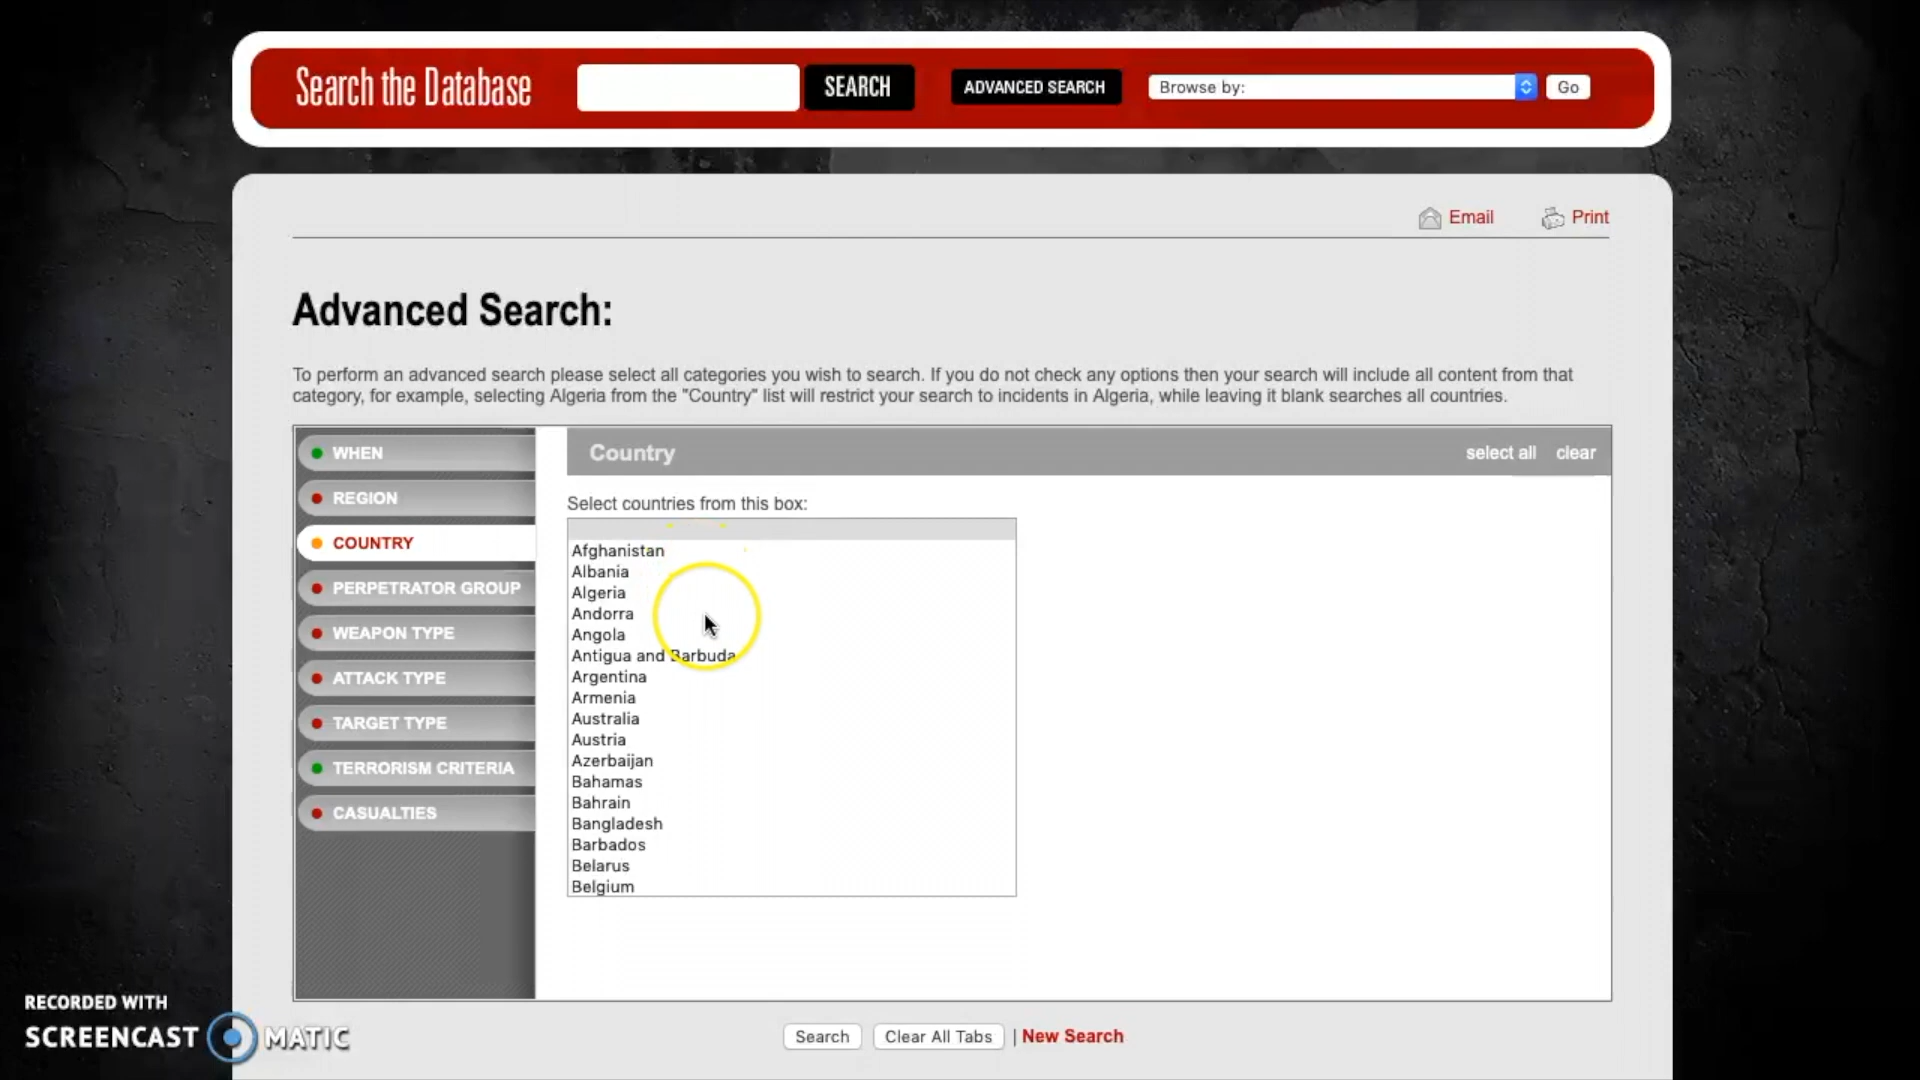 Search the Database
SEARCH
ADVANCED SEARCH
Browse by:
Go
Email
Print
Advanced Search:
To perform an advanced search please select all categories you wish to search. If you do not check any options then your search will include all content from that
category, for example, selecting Algeria from the "Country" list will restrict your search to incidents in Algeria, while leaving it blank searches all countries.
WHEN
REGION
COUNTRY
PERPETRATOR GROUP
WEAPON TYPE
ATTACK TYPE
TARGET TYPE
TERRORISM CRITERIA
CASUALTIES
Country
select all
clear
Select countries from this box:
Afghanistan
Albania
Algeria
Andorra
Angola
Antigua and Barbuda
Argentina
Armenia
Australia
Austria
Azerbaijan
Bahamas
Bahrain
Bangladesh
Barbados
Belarus
Belgium
Search
Clear All Tabs
| New Search
RECORDED WITH
SCREENCAST MATIC